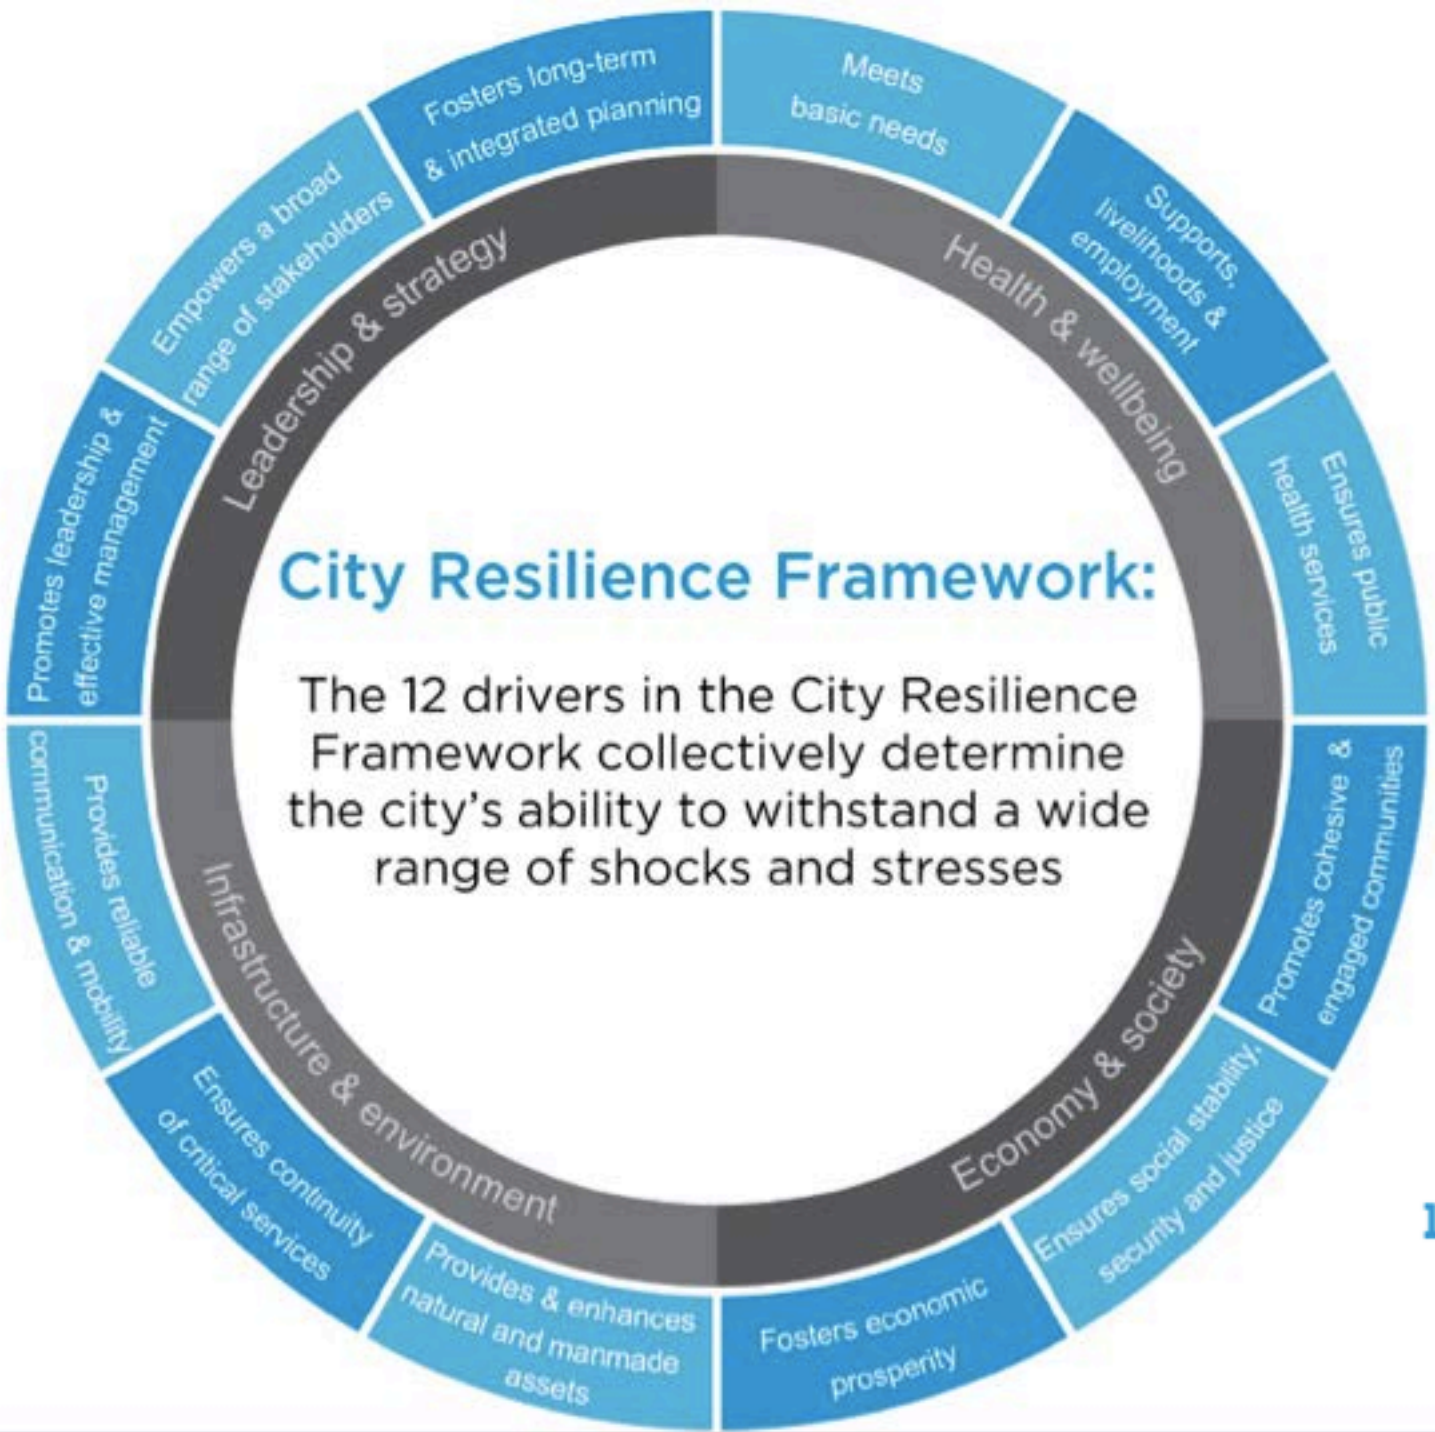 City Resilience Framework:
The 12 drivers in the City Resilience
Framework collectively determine
the city's ability to withstand a wide
range of shocks and stresses
Health & wellbeing
Meets
basic needs
Supports,
livelihoods &
employment
Ensures public
health services
Economy & society
Promotes cohesive &
engaged communities
Ensures social stability,
security and justice
Fosters economic
prosperity
Infrastructure & environment
Provides & enhances
natural and manmade
assets
Ensures continuity
of critical services
Provides reliable
communication & mobility
Leadership & strategy
Promotes leadership &
effective management
Empowers a broad
range of stakeholders
Fosters long-term
& integrated planning